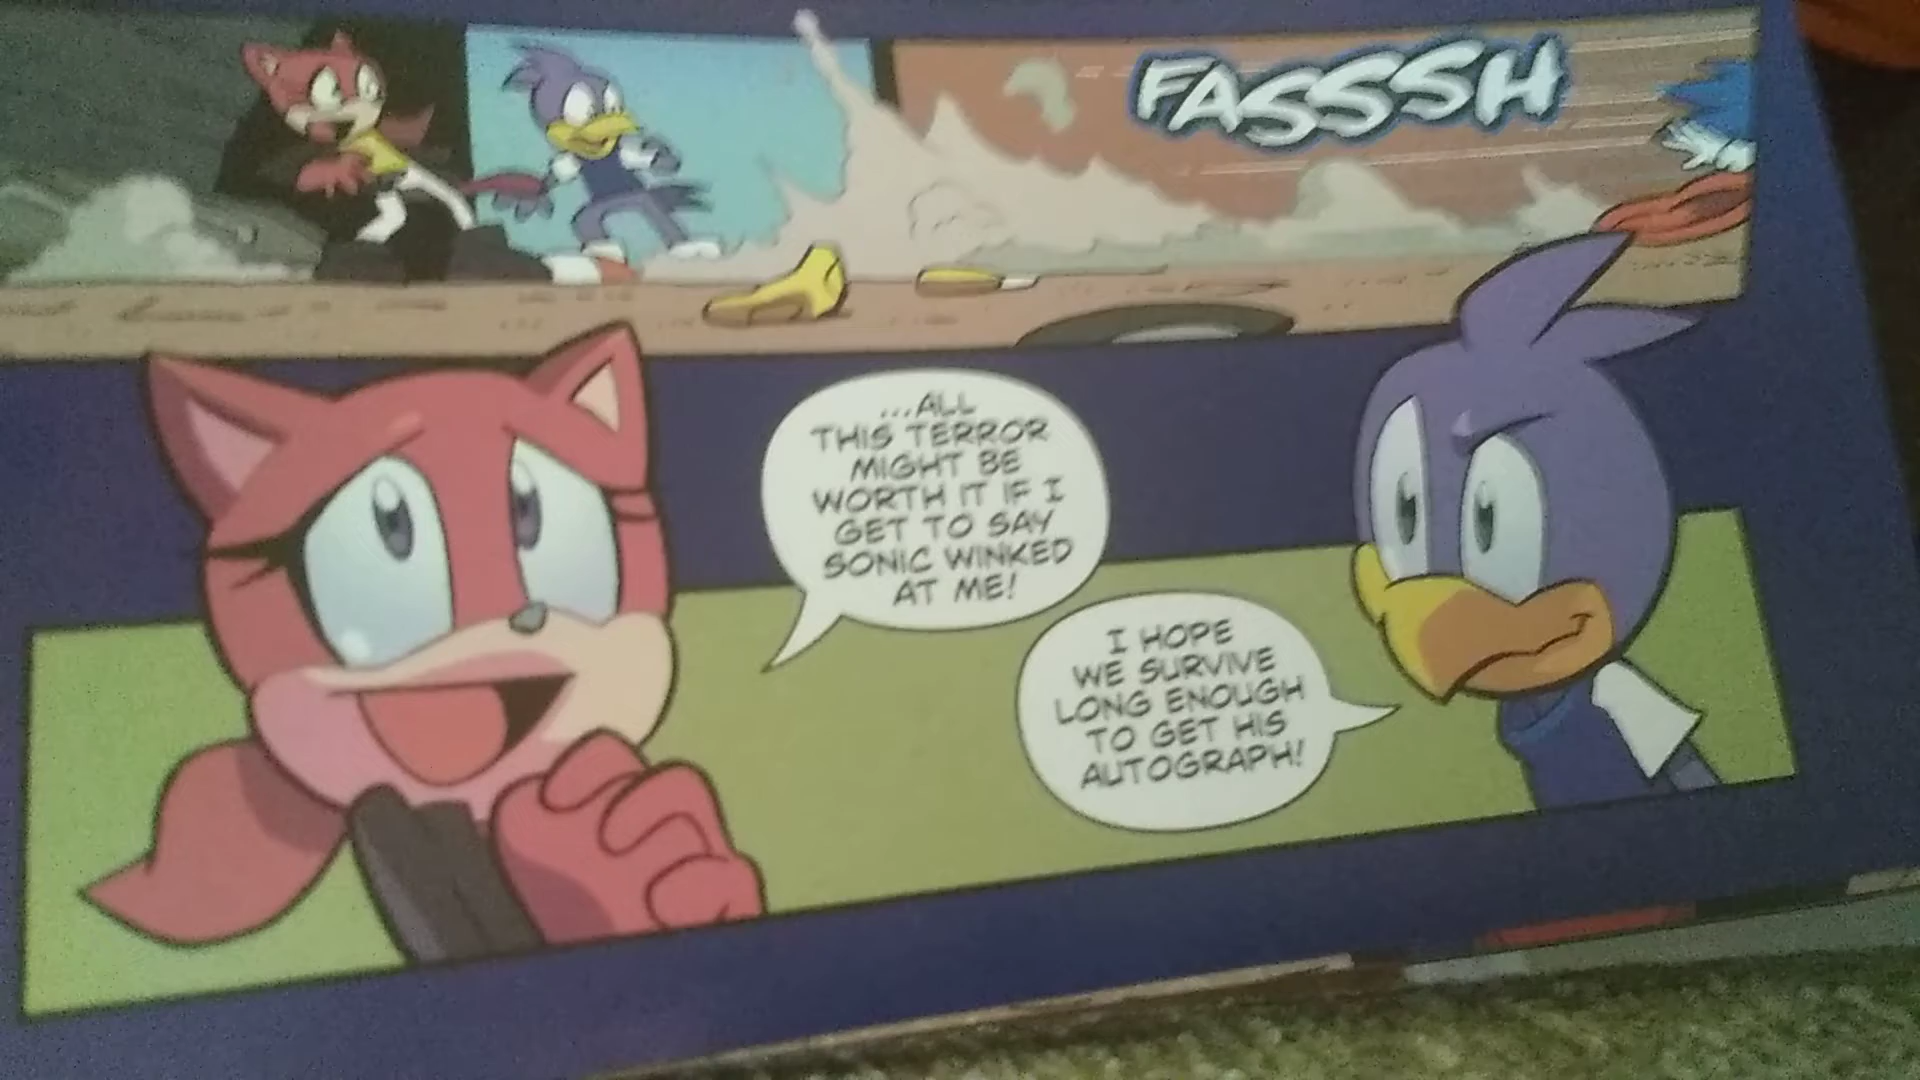 FASSSH
...ALL
THIS TERROR
MIGHT BE
WORTH IT IF I
GET TO SAY
SONIC WINKED
AT ME!
I HOPE
WE SURVIVE
LONG ENOUGH
TO GET HIS
AUTOGRAPH!